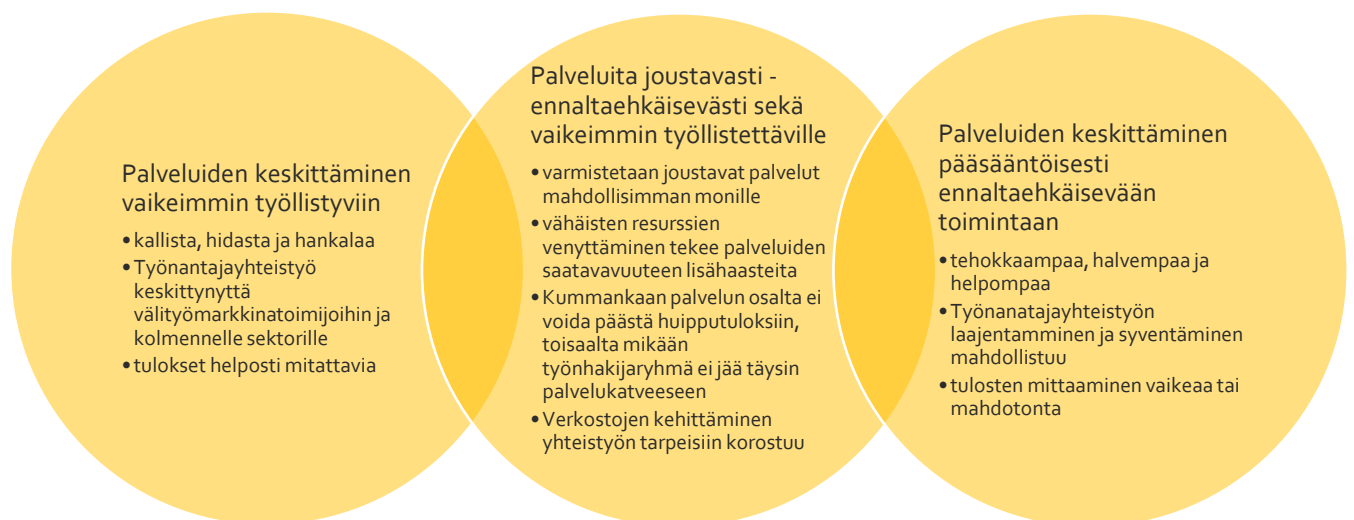 Palveluiden keskittäminen
vaikeimmin työllistyviin
•kallista, hidasta ja hankalaa
•Työnantajayhteistyö
keskittynyttä
välityömarkkinatoimijoihin ja
kolmennelle sektorille
•tulokset helposti mitattavia
Palveluita joustavasti -
ennaltaehkäisevästi sekä
vaikeimmin työllistettäville
•varmistetaan joustavat palvelut
mahdollisimman monille
•vähäisten resurssien
venyttäminen tekee palveluiden
saatavavuuteen lisähaasteita
•Kummankaan palvelun osalta ei
voida päästä huipputuloksiin,
toisaalta mikään
työnhakijaryhmä ei jää täysin
palvelukatveeseen
•Verkostojen kehittäminen
yhteistyön tarpeisiin korostuu
Palveluiden keskittäminen
pääsääntöisesti
ennaltaehkäisevään
toimintaan
•tehokkaampaa, halvempaa ja
helpompaa
•Työnanatajayhteistyön
laajentamminen ja syventäminen
mahdollistuu
•tulosten mittaaminen vaikeaa tai
mahdotonta